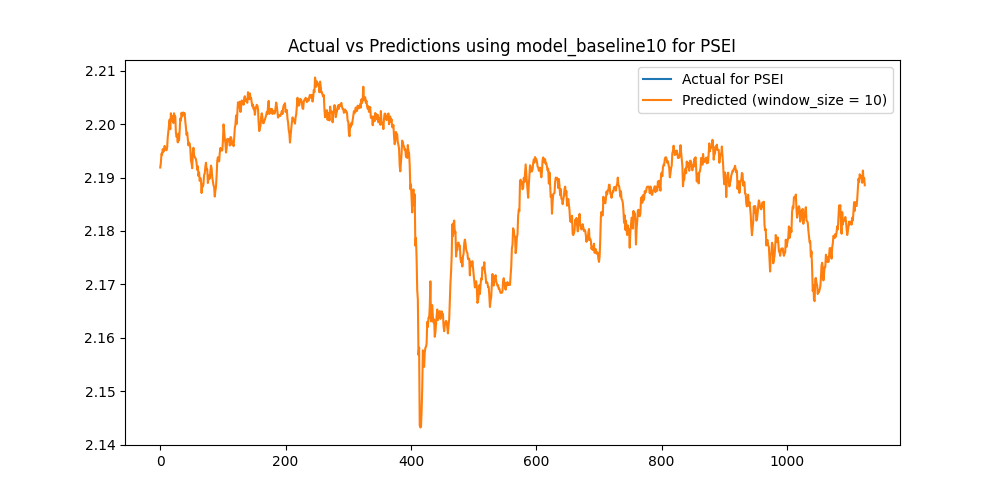 Actual vs Predictions using model_baseline10 for PSEI
Actual for PSEI
Predicted (window_size = 10)
2.21
2.20
2.19
2.18
2.17
2.16
2.15
2.14
0 200 400 600 800 1000